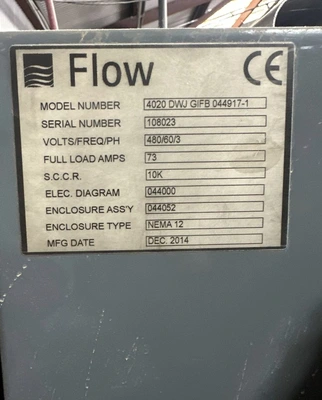 Flow CE
MODEL NUMBER 4020 DWJ GIFB 044917-1
SERIAL NUMBER 108023
VOLTS/FREQ/PH 480/60/3
FULL LOAD AMPS 73
S.C.C.R. 10K
ELEC. DIAGRAM 044000
ENCLOSURE ASS'Y 044052
ENCLOSURE TYPE NEMA 12
MFG DATE DEC. 2014